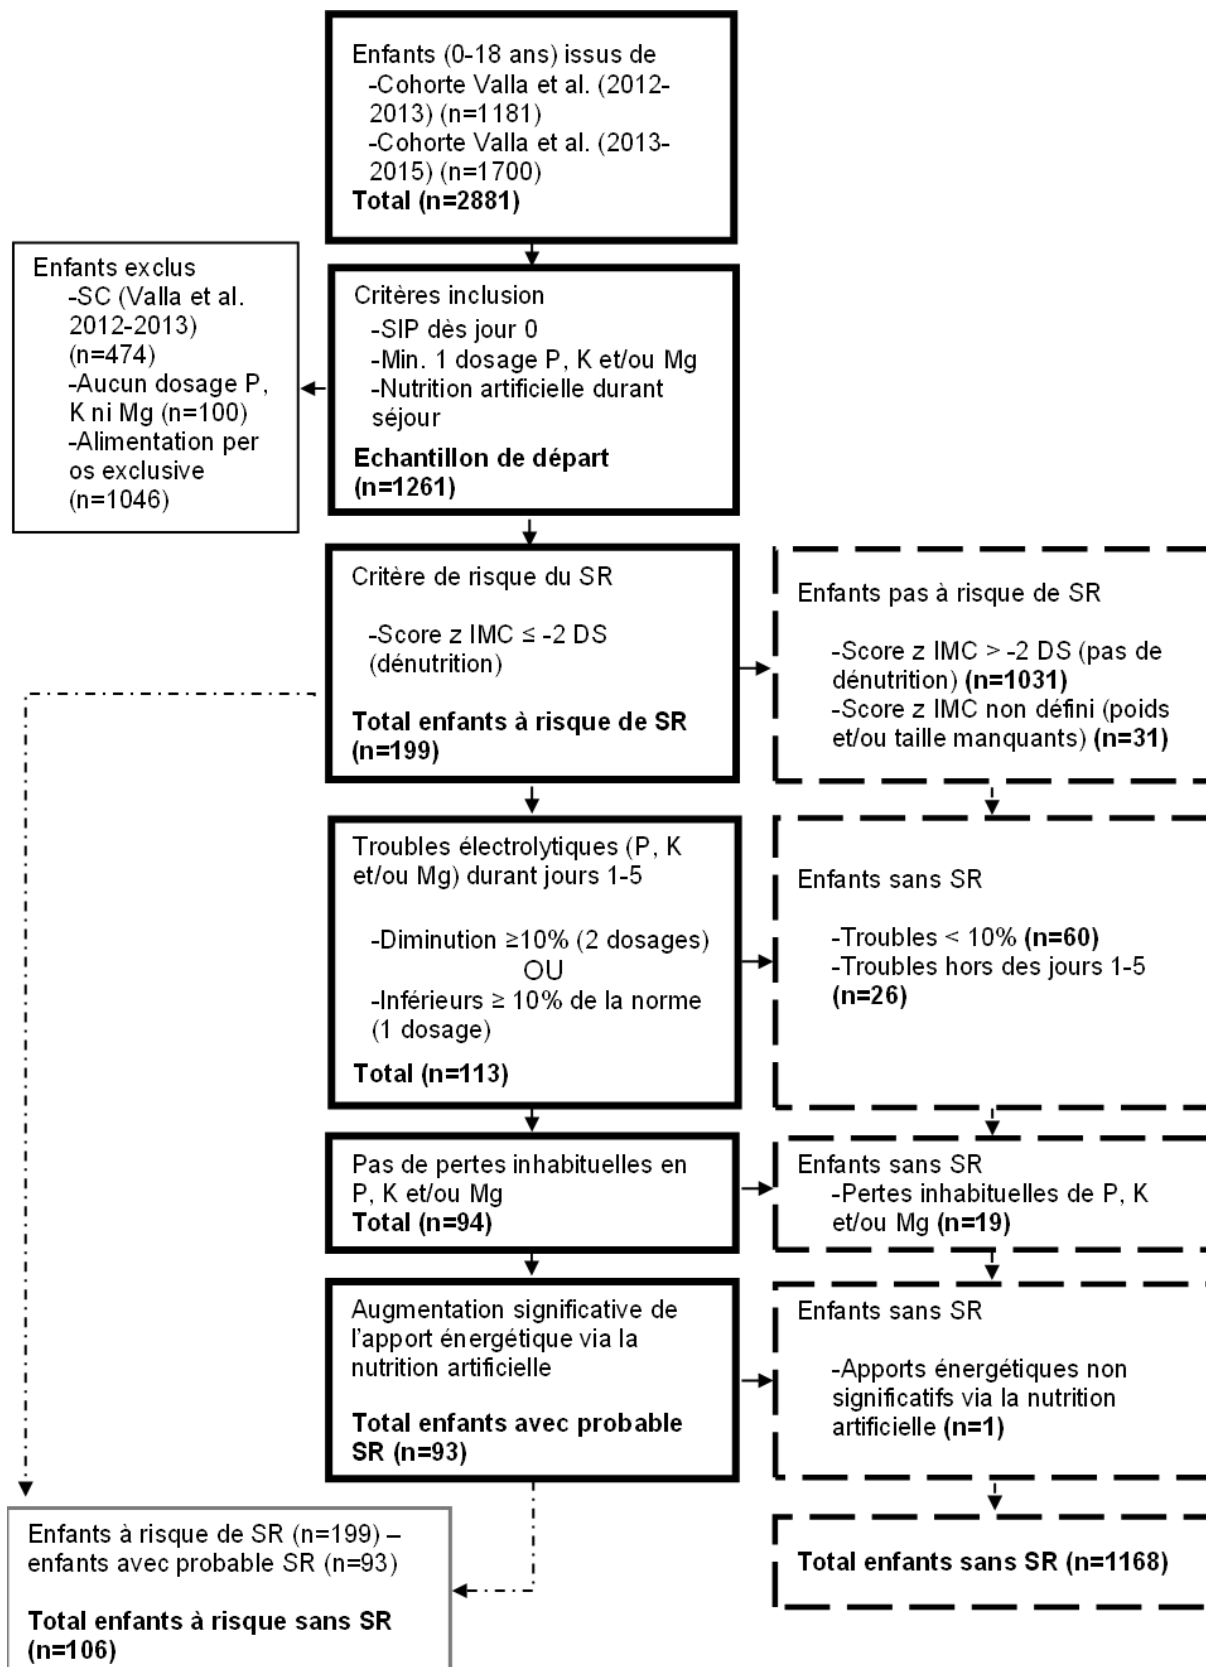 Enfants (0-18 ans) issus de
-Cohorte Valla et al. (2012-
2013) (n=1181)
-Cohorte Valla et al. (2013-
2015) (n=1700)
Total (n=2881)
Enfants exclus
-SC (Valla et al.
2012-2013)
(n=474)
-Aucun dosage P,
K ni Mg (n=100)
-Alimentation per
os exclusive
(n=1046)
Critères inclusion
-SIP dès jour 0
-Min. 1 dosage P, K et/ou Mg
-Nutrition artificielle durant
séjour
Echantillon de départ
(n=1261)
Critère de risque du SR
-Score z IMC ≤ -2 DS
(dénutrition)
Total enfants à risque de SR
(n=199)
Enfants pas à risque de SR
-Score z IMC > -2 DS (pas de
dénutrition) (n=1031)
-Score z IMC non défini (poids
et/ou taille manquants) (n=31)
Troubles électrolytiques (P, K
et/ou Mg) durant jours 1-5
-Diminution ≥10% (2 dosages)
OU
-Inférieurs ≥ 10% de la norme
(1 dosage)
Total (n=113)
Enfants sans SR
-Troubles < 10% (n=60)
-Troubles hors des jours 1-5
(n=26)
Pas de pertes inhabituelles en
P, K et/ou Mg
Total (n=94)
Enfants sans SR
-Pertes inhabituelles de P, K
et/ou Mg (n=19)
Augmentation significative de
l'apport énergétique via la
nutrition artificielle
Total enfants avec probable
SR (n=93)
Enfants sans SR
-Apports énergétiques non
significatifs via la nutrition
artificielle (n=1)
Enfants à risque de SR (n=199) –
enfants avec probable SR (n=93)
Total enfants à risque sans SR
(n=106)
Total enfants sans SR (n=1168)